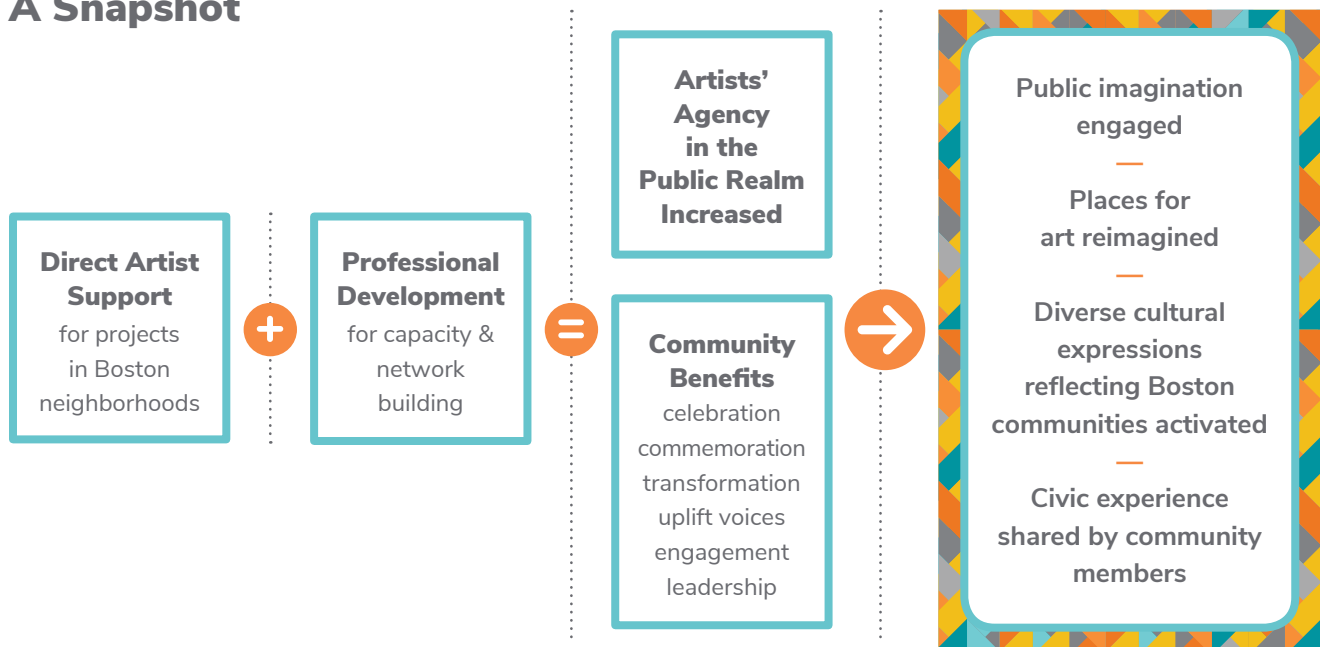 A Snapshot
Direct Artist
Support
for projects
in Boston
neighborhoods
+
Professional
Development
for capacity &
network
building
=
Artists’
Agency
in the
Public Realm
Increased
Community
Benefits
celebration
commemoration
transformation
uplift voices
engagement
leadership
Public imagination
engaged
Places for
art reimagined
Diverse cultural
expressions
reflecting Boston
communities activated
Civic experience
shared by community
members